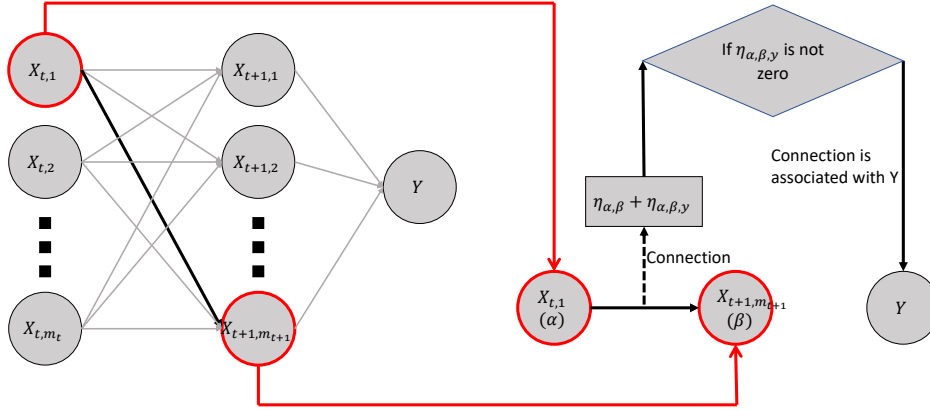 X_{t,1}
X_{t+1,1}
X_{t,2}
X_{t+1,2}
Y
X_{t,m_t}
X_{t+1,m_{t+1}}
If η_{α,β,y} is not
zero
Connection is
associated with Y
η_{α,β} + η_{α,β,y}
Connection
X_{t,1}
(α)
X_{t+1,m_{t+1}}
(β)
Y